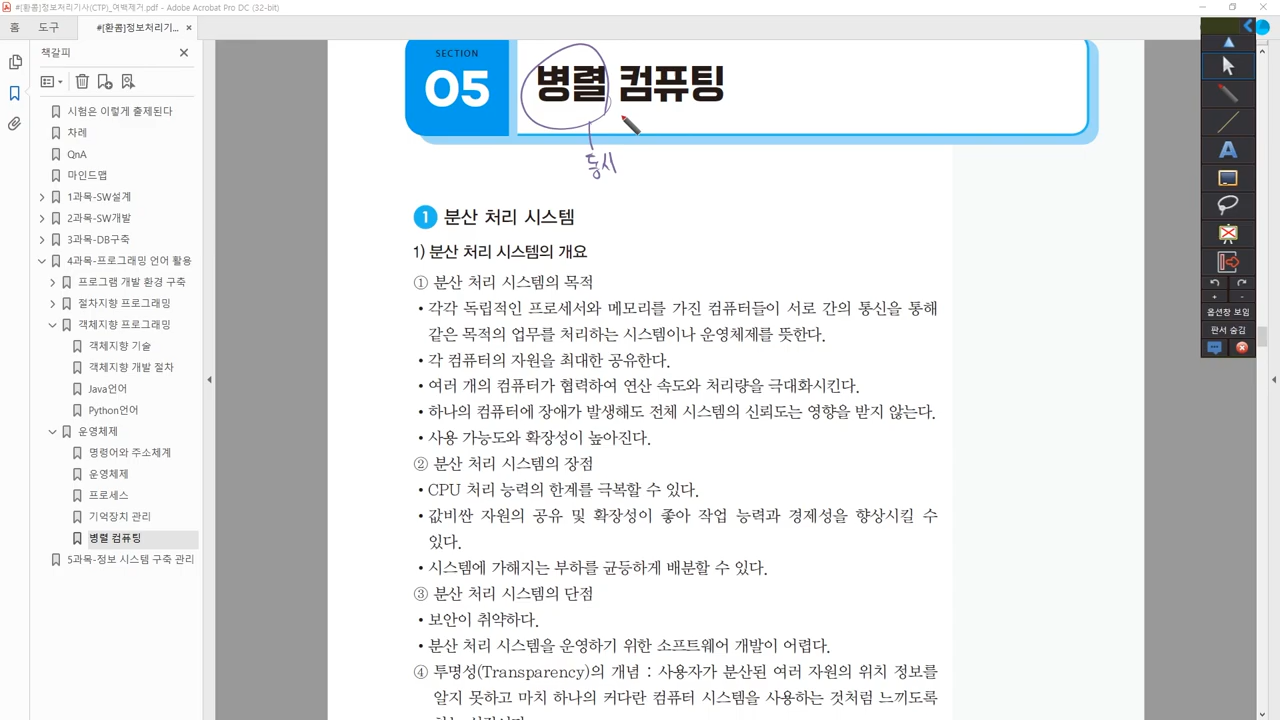 #[환콤]정보처리기사(CTP)_여백제거.pdf - Adobe Acrobat Pro DC (32-bit)
홈 도구 #[환콤]정보처리기... ×
책갈피
시험은 이렇게 출제된다
차례
QnA
마인드맵
1과목-SW설계
2과목-SW개발
3과목-DB구축
4과목-프로그래밍 언어 활용
프로그램 개발 환경 구축
절차지향 프로그래밍
객체지향 프로그래밍
객체지향 기술
객체지향 개발 절차
Java언어
Python언어
운영체제
명령어와 주소체계
운영체제
프로세스
기억장치 관리
병렬 컴퓨팅
5과목-정보 시스템 구축 관리
SECTION
05
병렬 컴퓨팅
동시
1 분산 처리 시스템
1) 분산 처리 시스템의 개요
① 분산 처리 시스템의 목적
• 각각 독립적인 프로세서와 메모리를 가진 컴퓨터들이 서로 간의 통신을 통해
같은 목적의 업무를 처리하는 시스템이나 운영체제를 뜻한다.
• 각 컴퓨터의 자원을 최대한 공유한다.
• 여러 개의 컴퓨터가 협력하여 연산 속도와 처리량을 극대화시킨다.
• 하나의 컴퓨터에 장애가 발생해도 전체 시스템의 신뢰도는 영향을 받지 않는다.
• 사용 가능도와 확장성이 높아진다.
② 분산 처리 시스템의 장점
• CPU 처리 능력의 한계를 극복할 수 있다.
• 값비싼 자원의 공유 및 확장성이 좋아 작업 능력과 경제성을 향상시킬 수
있다.
• 시스템에 가해지는 부하를 균등하게 배분할 수 있다.
③ 분산 처리 시스템의 단점
• 보안이 취약하다.
• 분산 처리 시스템을 운영하기 위한 소프트웨어 개발이 어렵다.
④ 투명성(Transparency)의 개념 : 사용자가 분산된 여러 자원의 위치 정보를
알지 못하고 마치 하나의 커다란 컴퓨터 시스템을 사용하는 것처럼 느끼도록
A
옵션창 보임
판서 숨김